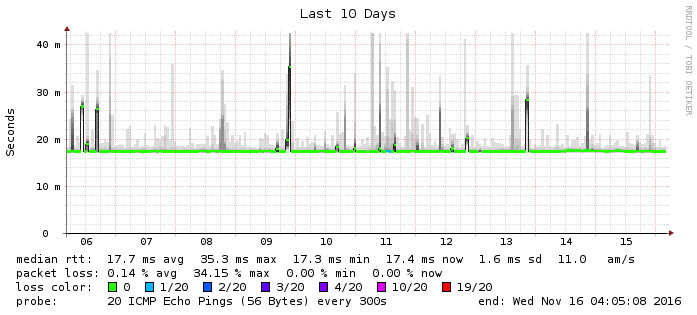 Last 10 Days
RRDTOOL / TOBI OETIKER
Seconds
40 m
30 m
20 m
10 m
0
06 07 08 09 10 11 12 13 14 15
median rtt: 17.7 ms avg 35.3 ms max 17.3 ms min 17.4 ms now 1.6 ms sd 11.0 am/s
packet loss: 0.14 % avg 34.15 % max 0.00 % min 0.00 % now
loss color: 0 1/20 2/20 3/20 4/20 10/20 19/20
probe: 20 ICMP Echo Pings (56 Bytes) every 300s end: Wed Nov 16 04:05:08 2016